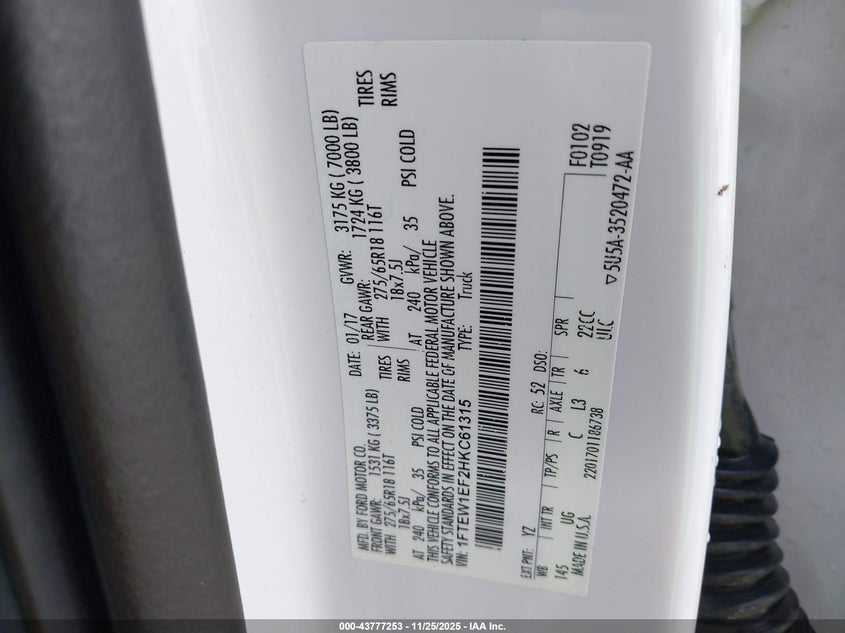 MFD. BY FORD MOTOR CO.
DATE: 01/17 GVWR: 3175 KG ( 7000 LB)
FRONT GAWR: 1531 KG ( 3375 LB) REAR GAWR: 1724 KG ( 3800 LB)
WITH 275/65R18 116T TIRES WITH 275/65R18 116T TIRES
18x7.5J RIMS 18x7.5J RIMS
AT 240 kPa/ 35 PSI COLD AT 240 kPa/ 35 PSI COLD
THIS VEHICLE CONFORMS TO ALL APPLICABLE FEDERAL MOTOR VEHICLE
SAFETY STANDARDS IN EFFECT ON THE DATE OF MANUFACTURE SHOWN ABOVE.
VIN: 1FTEW1EF2HKC61315 TYPE: Truck
EXT PNT: YZ RC: 52 DSO: F0102
T0919
WB INT TR TP/PS R AXLE TR SPR
145 UG C L3 6 22CC
MADE IN U.S.A. 2201701106738 UIC
▽5U5A-3520472-AA
000-43777253 - 11/25/2025 - IAA Inc.